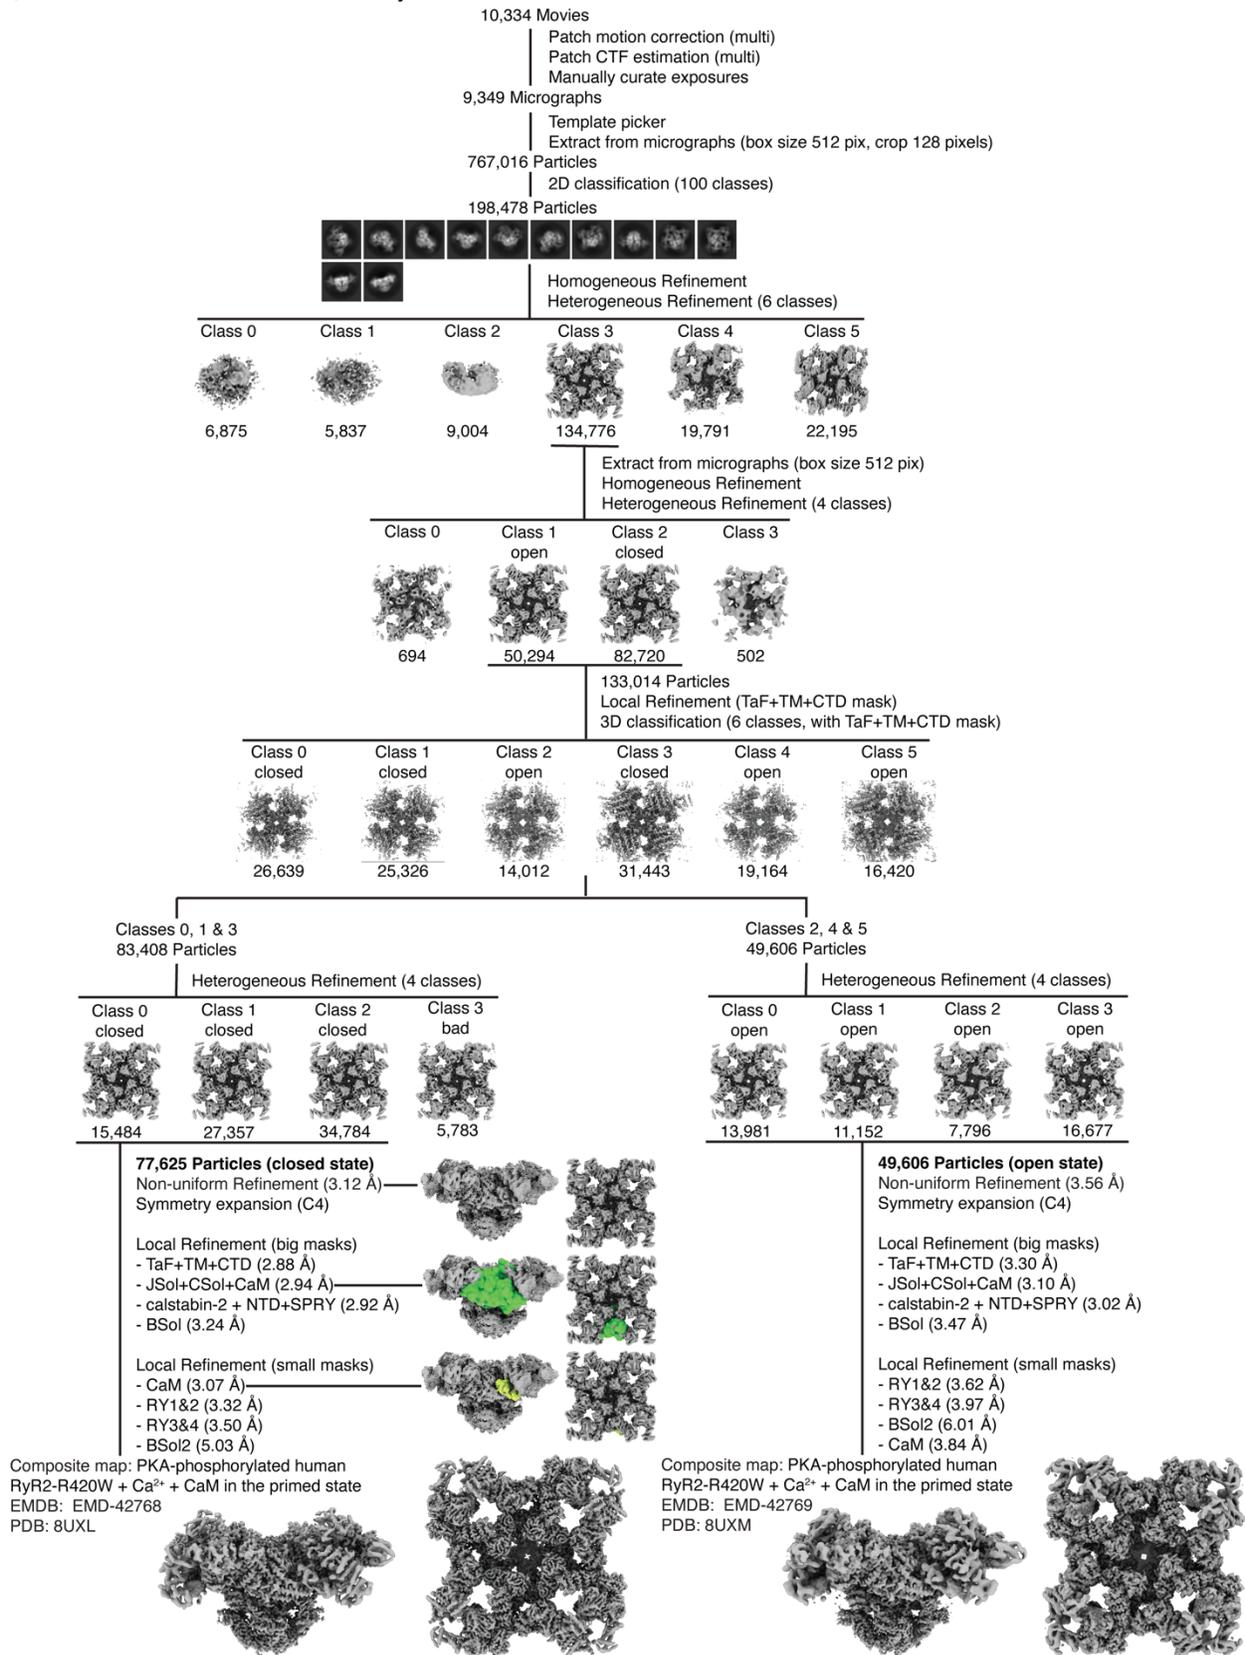 10,334 Movies
Patch motion correction (multi)
Patch CTF estimation (multi)
Manually curate exposures
9,349 Micrographs
Template picker
Extract from micrographs (box size 512 pix, crop 128 pixels)
767,016 Particles
2D classification (100 classes)
198,478 Particles
Homogeneous Refinement
Heterogeneous Refinement (6 classes)
Class 0 Class 1 Class 2 Class 3 Class 4 Class 5
6,875 5,837 9,004 134,776 19,791 22,195
Extract from micrographs (box size 512 pix)
Homogeneous Refinement
Heterogeneous Refinement (4 classes)
Class 0 Class 1 Class 2 Class 3
open closed
694 50,294 82,720 502
133,014 Particles
Local Refinement (TaF+TM+CTD mask)
3D classification (6 classes, with TaF+TM+CTD mask)
Class 0 Class 1 Class 2 Class 3 Class 4 Class 5
closed closed open closed open open
26,639 25,326 14,012 31,443 19,164 16,420
Classes 0, 1 & 3
83,408 Particles
Heterogeneous Refinement (4 classes)
Class 0 Class 1 Class 2 Class 3
closed closed closed bad
15,484 27,357 34,784 5,783
77,625 Particles (closed state)
Non-uniform Refinement (3.12 Å)
Symmetry expansion (C4)
Local Refinement (big masks)
- TaF+TM+CTD (2.88 Å)
- JSol+CSol+CaM (2.94 Å)
- calstabin-2 + NTD+SPRY (2.92 Å)
- BSol (3.24 Å)
Local Refinement (small masks)
- CaM (3.07 Å)
- RY1&2 (3.32 Å)
- RY3&4 (3.50 Å)
- BSol2 (5.03 Å)
Composite map: PKA-phosphorylated human
RyR2-R420W + Ca²⁺ + CaM in the primed state
EMDB: EMD-42768
PDB: 8UXL
Classes 2, 4 & 5
49,606 Particles
Heterogeneous Refinement (4 classes)
Class 0 Class 1 Class 2 Class 3
open open open open
13,981 11,152 7,796 16,677
49,606 Particles (open state)
Non-uniform Refinement (3.56 Å)
Symmetry expansion (C4)
Local Refinement (big masks)
- TaF+TM+CTD (3.30 Å)
- JSol+CSol+CaM (3.10 Å)
- calstabin-2 + NTD+SPRY (3.02 Å)
- BSol (3.47 Å)
Local Refinement (small masks)
- RY1&2 (3.62 Å)
- RY3&4 (3.97 Å)
- BSol2 (6.01 Å)
- CaM (3.84 Å)
Composite map: PKA-phosphorylated human
RyR2-R420W + Ca²⁺ + CaM in the primed state
EMDB: EMD-42769
PDB: 8UXM